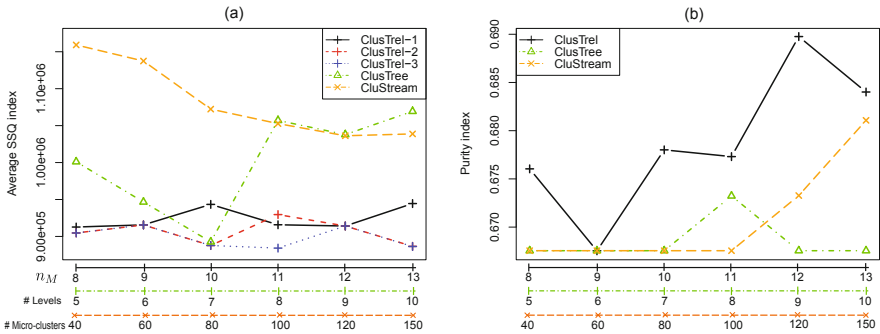 (a)
Average SSQ index
9.00e+05 1.00e+06 1.10e+06
ClusTrel-1
ClusTrel-2
ClusTrel-3
ClusTree
CluStream
n_M 8 9 10 11 12 13
# Levels 5 6 7 8 9 10
# Micro-clusters 40 60 80 100 120 150
(b)
Purity index
0.670 0.675 0.680 0.685 0.690
ClusTrel
ClusTree
CluStream
8 9 10 11 12 13
5 6 7 8 9 10
40 60 80 100 120 150